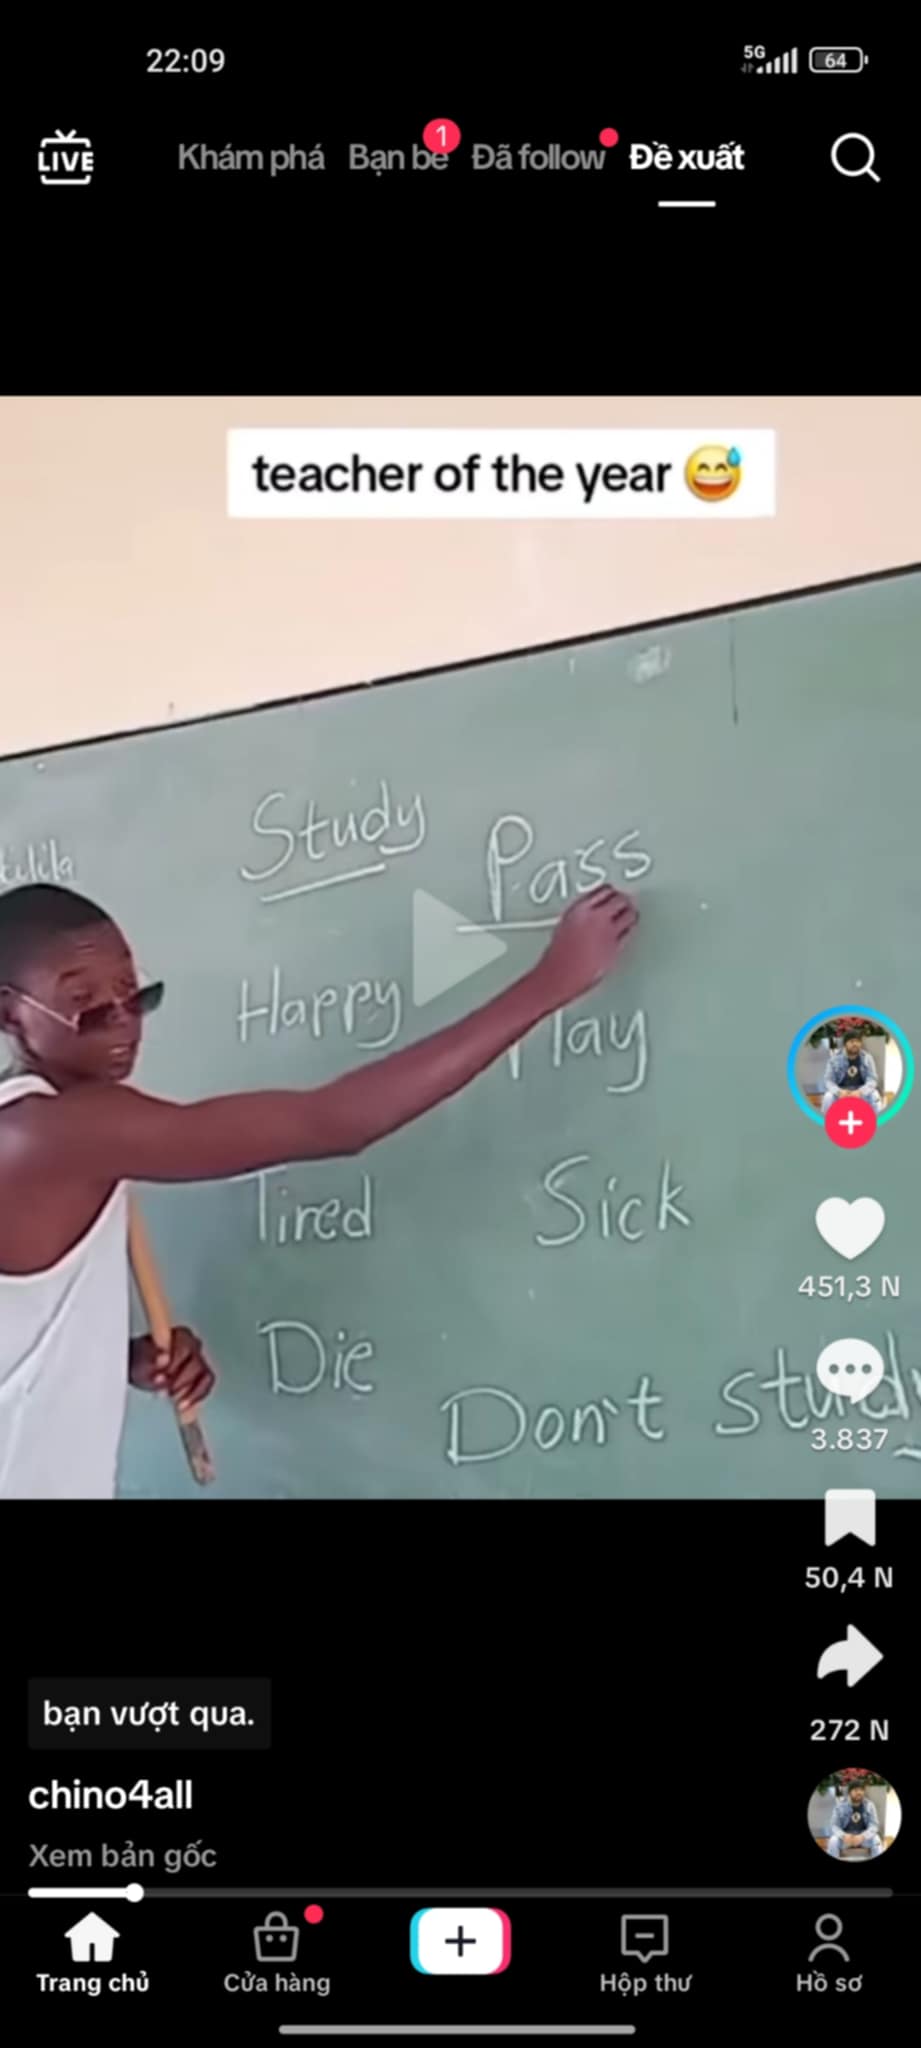 22:09
5G
64
LIVE
Khám phá
Bạn bè
1
Đã follow
Đề xuất
teacher of the year 😅
Study
Pass
Happy
Play
Tired
Sick
Die
Don't study
451,3 N
3.837
50,4 N
272 N
bạn vượt qua.
chino4all
Xem bản gốc
Trang chủ
Cửa hàng
Hộp thư
Hồ sơ